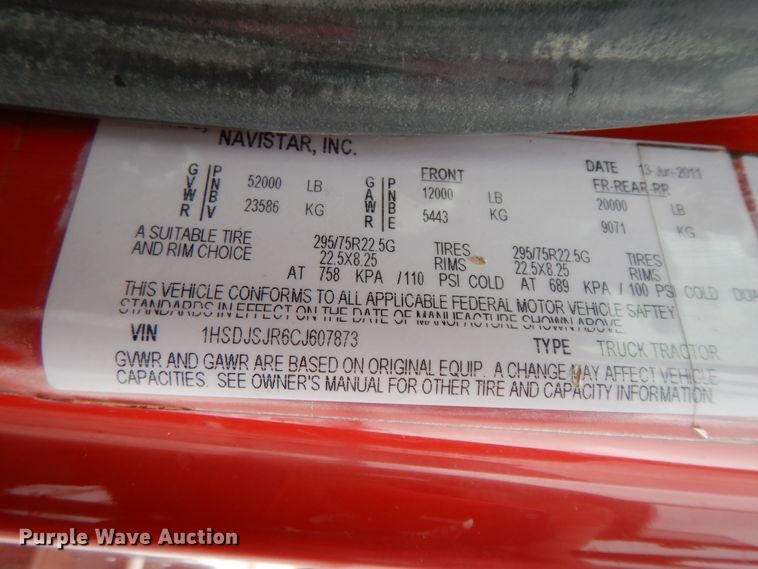 NAVISTAR, INC.
DATE 13-Jun-2011
GVWR PNBV 52000 LB 23586 KG
GAWR PNBE FRONT 12000 LB 5443 KG
FR-REAR-RR 20000 LB 9071 KG
A SUITABLE TIRE 295/75R22.5G TIRES 295/75R22.5G TIRES
AND RIM CHOICE 22.5X8.25 RIMS 22.5X8.25 RIMS
AT 758 KPA /110 PSI COLD AT 689 KPA / 100 PSI COLD
THIS VEHICLE CONFORMS TO ALL APPLICABLE FEDERAL MOTOR VEHICLE SAFTEY
STANDARDS IN EFFECT ON THE DATE OF MANUFACTURE SHOWN ABOVE.
VIN 1HSDJSJR6CJ607873 TYPE TRUCK TRACTOR
GVWR AND GAWR ARE BASED ON ORIGINAL EQUIP. A CHANGE MAY AFFECT VEHICLE
CAPACITIES. SEE OWNER'S MANUAL FOR OTHER TIRE AND CAPACITY INFORMATION.
Purple Wave Auction